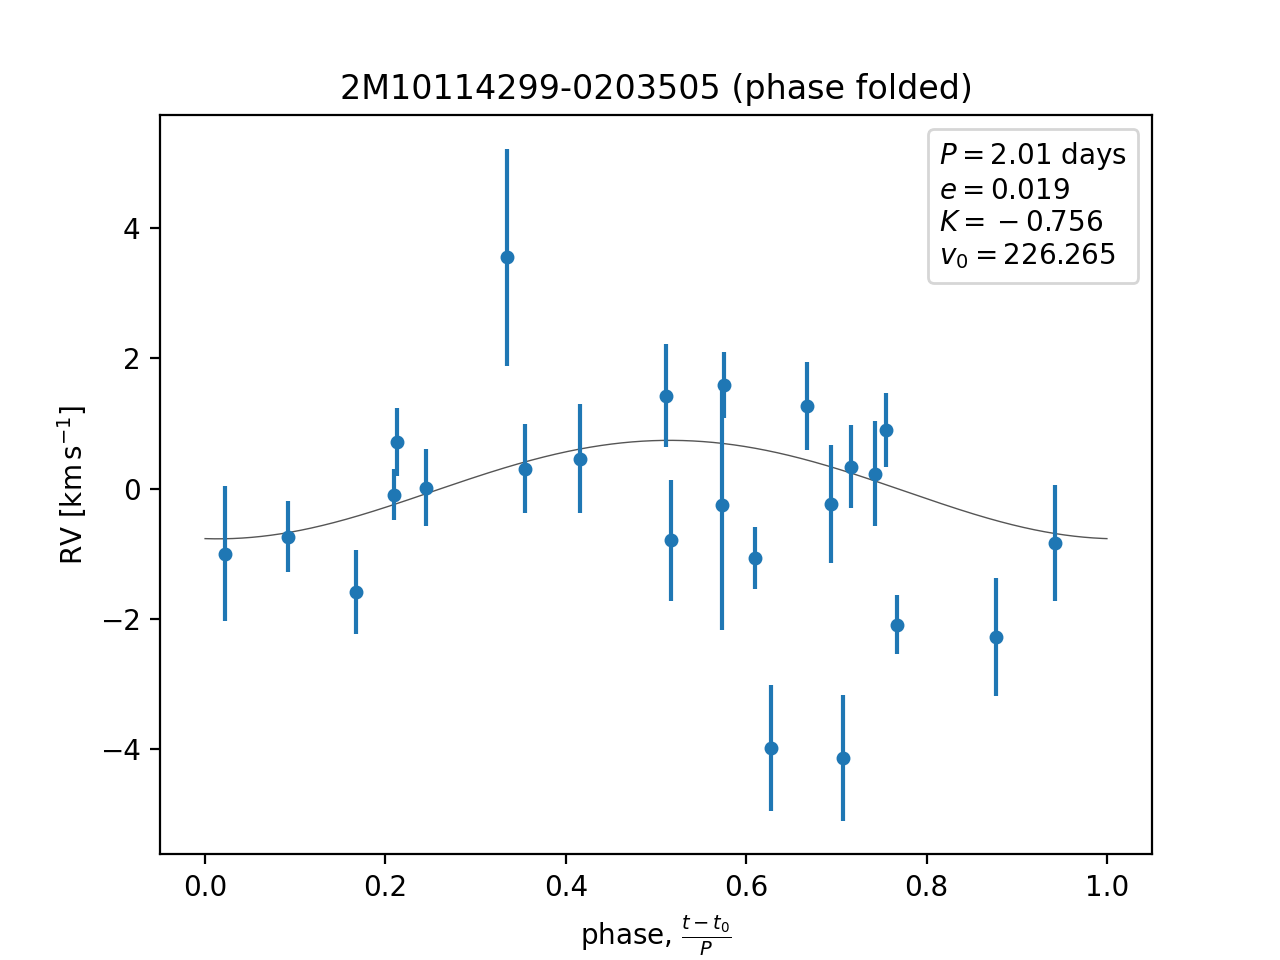 2M10114299-0203505 (phase folded)
P = 2.01 days
e = 0.019
K = −0.756
v₀ = 226.265
RV [km s⁻¹]
4
2
0
−2
−4
0.0 0.2 0.4 0.6 0.8 1.0
phase, (t − t₀)/P